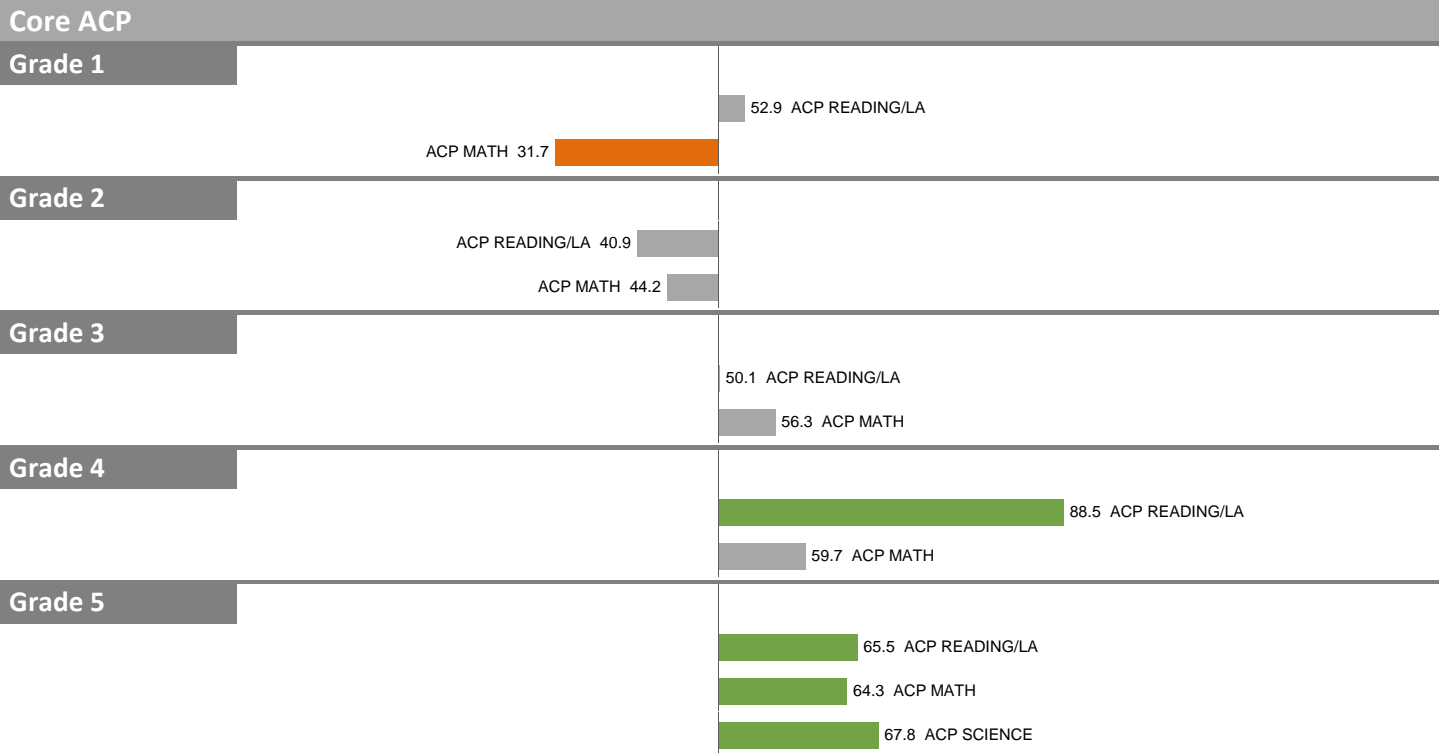 Core ACP
Grade 1
52.9 ACP READING/LA
ACP MATH 31.7
Grade 2
ACP READING/LA 40.9
ACP MATH 44.2
Grade 3
50.1 ACP READING/LA
56.3 ACP MATH
Grade 4
88.5 ACP READING/LA
59.7 ACP MATH
Grade 5
65.5 ACP READING/LA
64.3 ACP MATH
67.8 ACP SCIENCE